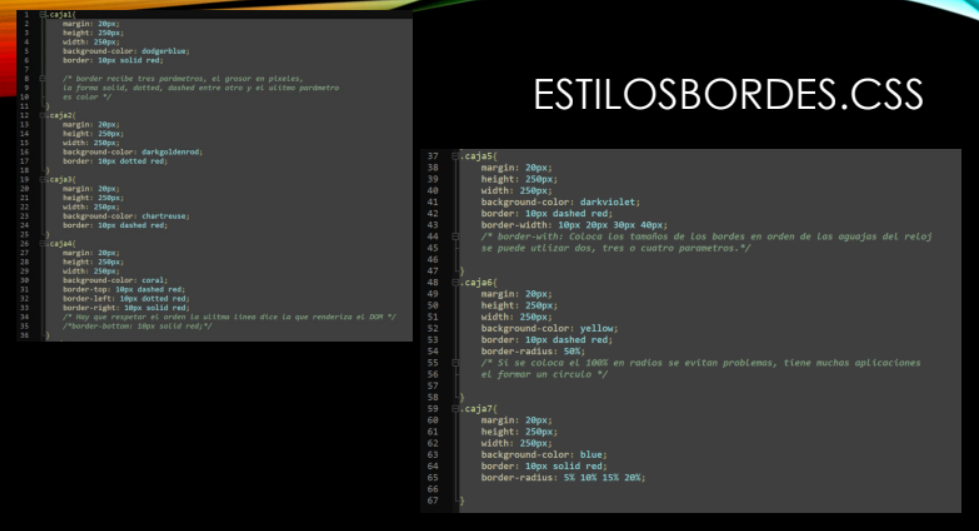 ESTILOSBORDES.CSS
1 .caja1{
2 margin: 20px;
3 height: 250px;
4 width: 250px;
5 background-color: dodgerblue;
6 border: 10px solid red;
7
8 /* border recibe tres parámetros, el grosor en pixeles,
9 la forma solid, dotted, dashed entre otro y el ulitmo parámetro
10 es color */
11 }
12 .caja2{
13 margin: 20px;
14 height: 250px;
15 width: 250px;
16 background-color: darkgoldenrod;
17 border: 10px dotted red;
18 }
19 .caja3{
20 margin: 20px;
21 height: 250px;
22 width: 250px;
23 background-color: chartreuse;
24 border: 10px dashed red;
25 }
26 .caja4{
27 margin: 20px;
28 height: 250px;
29 width: 250px;
30 background-color: coral;
31 border-top: 10px dashed red;
32 border-left: 10px dotted red;
33 border-right: 10px solid red;
34 /* Hay que respetar el orden la ulitma linea dice la que renderiza el DOM */
35 /*border-bottom: 10px solid red;*/
36 }
37 .caja5{
38 margin: 20px;
39 height: 250px;
40 width: 250px;
41 background-color: darkviolet;
42 border: 10px dashed red;
43 border-width: 10px 20px 30px 40px;
44 /* border-with: Coloca los tamaños de los bordes en orden de las aguajas del reloj
45 se puede utlizar dos, tres o cuatro parametros.*/
46
47 }
48 .caja6{
49 margin: 20px;
50 height: 250px;
51 width: 250px;
52 background-color: yellow;
53 border: 10px dashed red;
54 border-radius: 50%;
55 /* Si se coloca el 100% en radios se evitan problemas, tiene muchas aplicaciones
56 el formar un circulo */
57
58 }
59 .caja7{
60 margin: 20px;
61 height: 250px;
62 width: 250px;
63 background-color: blue;
64 border: 10px solid red;
65 border-radius: 5% 10% 15% 20%;
66
67 }